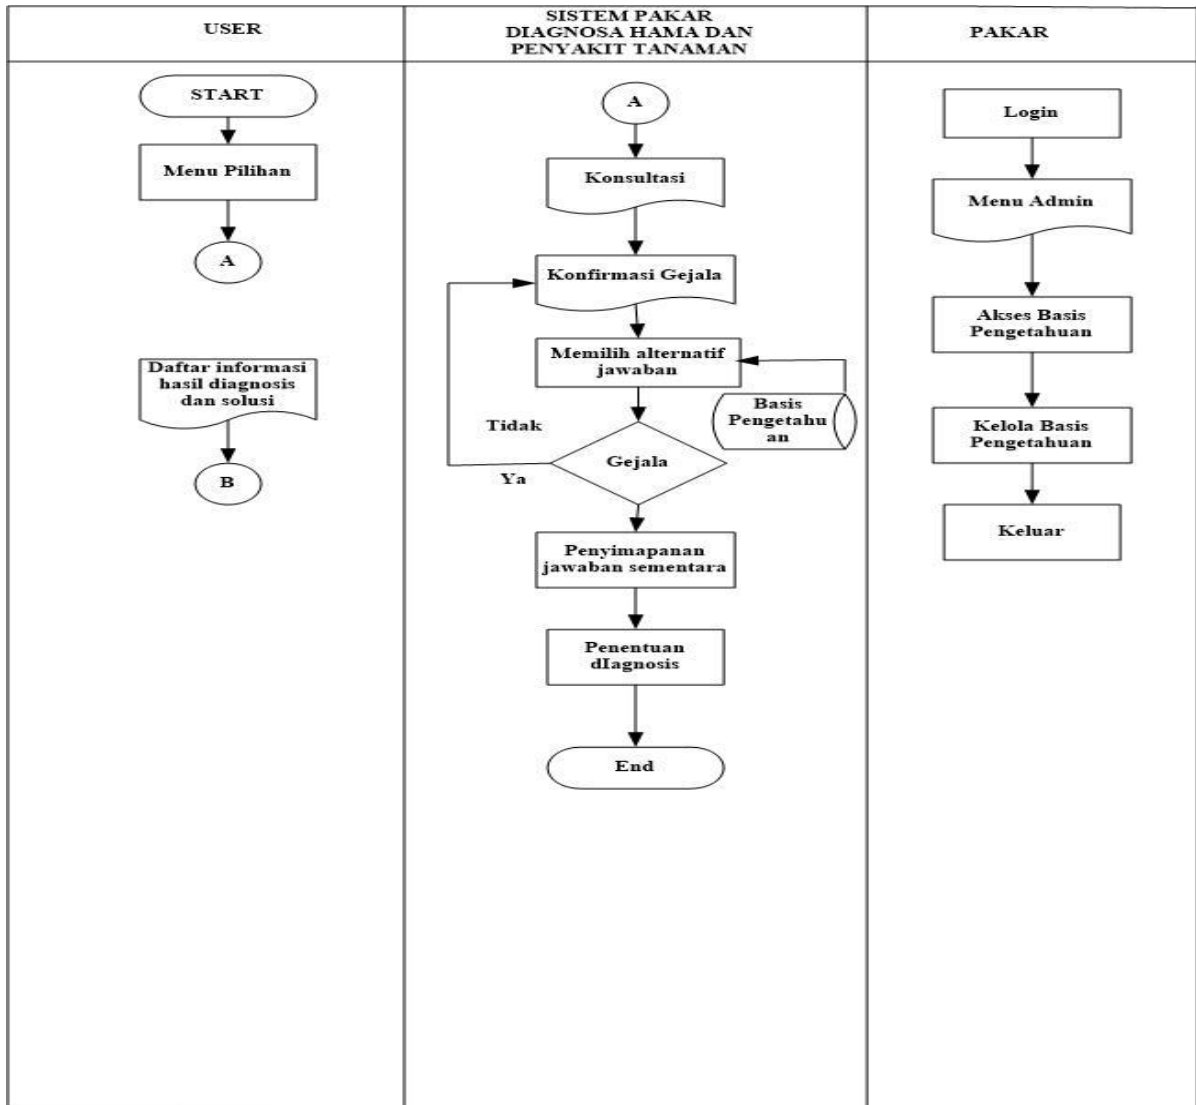 USER
SISTEM PAKAR
DIAGNOSA HAMA DAN
PENYAKIT TANAMAN
PAKAR
START
Menu Pilihan
A
Daftar informasi
hasil diagnosis
dan solusi
B
A
Konsultasi
Konfirmasi Gejala
Memilih alternatif
jawaban
Basis
Pengetahu
an
Tidak
Gejala
Ya
Penyimapanan
jawaban sementara
Penentuan
dIagnosis
End
Login
Menu Admin
Akses Basis
Pengetahuan
Kelola Basis
Pengetahuan
Keluar